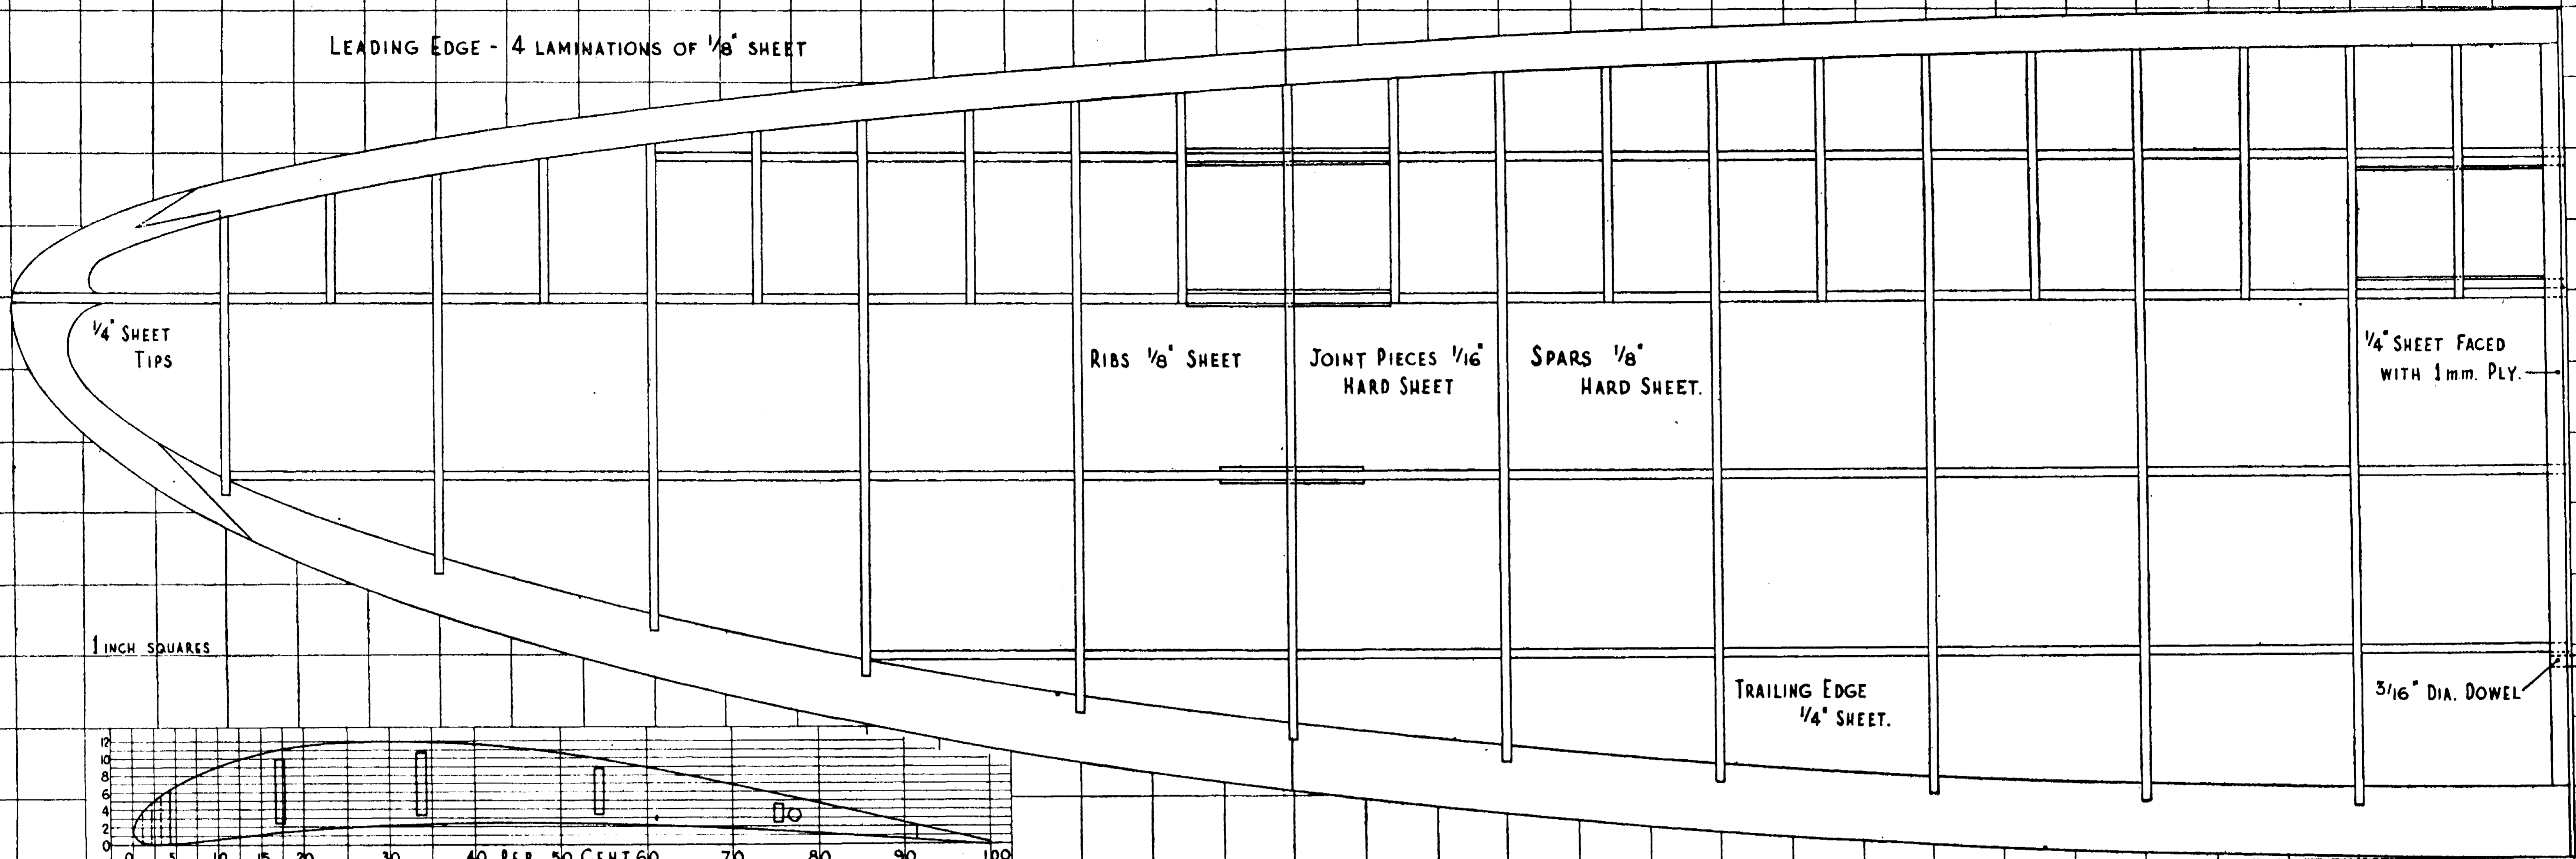 LEADING EDGE - 4 LAMINATIONS OF 1/8" SHEET
1/4" SHEET
TIPS
RIBS 1/8" SHEET
JOINT PIECES 1/16"
HARD SHEET
SPARS 1/8"
HARD SHEET.
1/4" SHEET FACED
WITH 1mm. PLY.
1 INCH SQUARES
TRAILING EDGE
1/4" SHEET.
3/16" DIA. DOWEL
12
10
8
6
4
2
0
0 5 10 15 20 30 40 PER 50 CENT 60 70 80 90 100